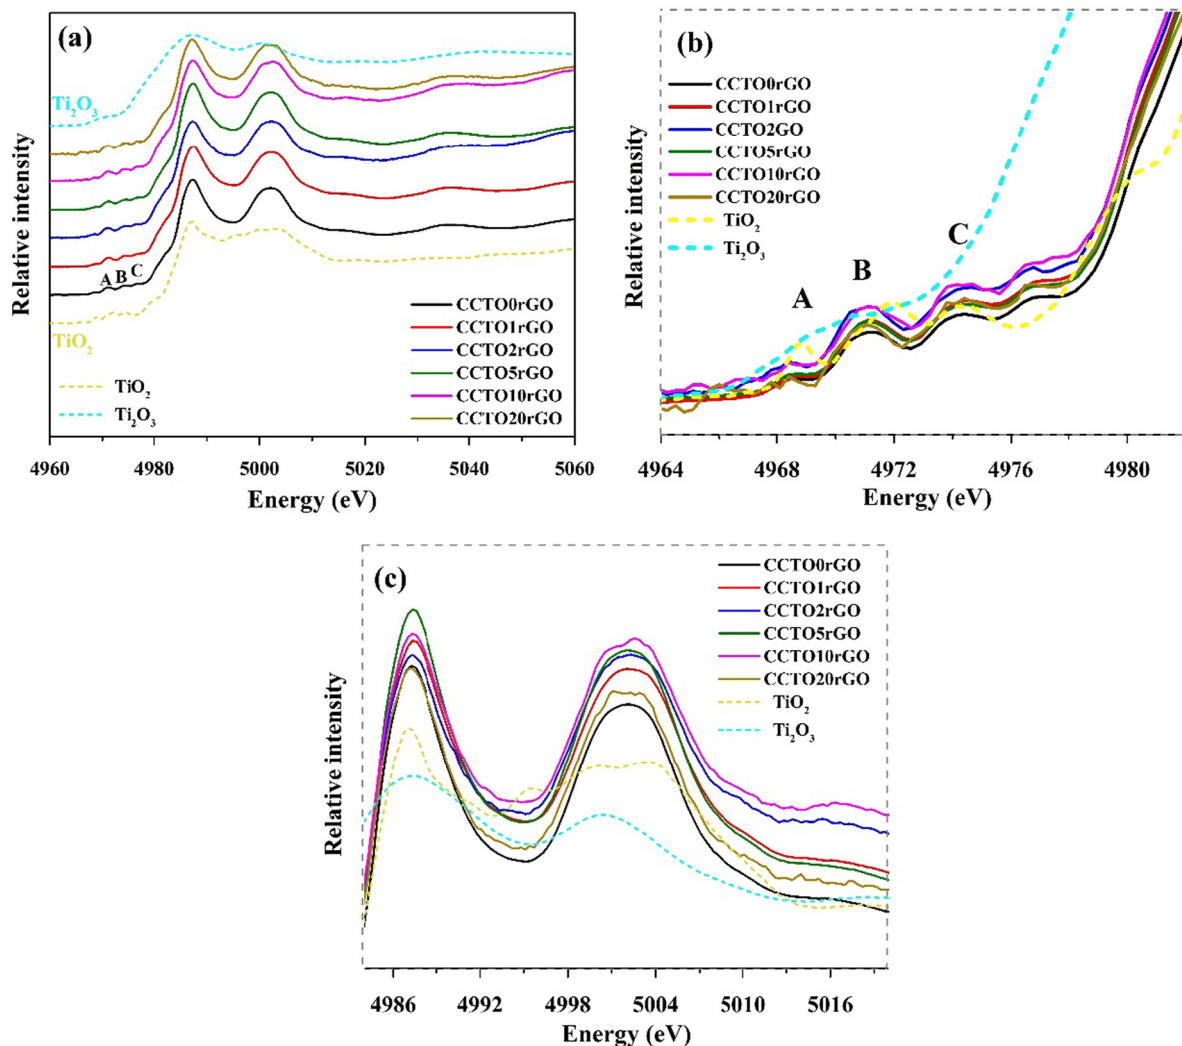 (a)
Ti₂O₃
A B C
TiO₂
CCTO0rGO
CCTO1rGO
CCTO2rGO
CCTO5rGO
CCTO10rGO
CCTO20rGO
TiO₂
Ti₂O₃
Relative intensity
4960 4980 5000 5020 5040 5060
Energy (eV)
(b)
CCTO0rGO
CCTO1rGO
CCTO2GO
CCTO5rGO
CCTO10rGO
CCTO20rGO
TiO₂
Ti₂O₃
A B C
Relative intensity
4964 4968 4972 4976 4980
Energy (eV)
(c)
CCTO0rGO
CCTO1rGO
CCTO2rGO
CCTO5rGO
CCTO10rGO
CCTO20rGO
TiO₂
Ti₂O₃
Relative intensity
4986 4992 4998 5004 5010 5016
Energy (eV)